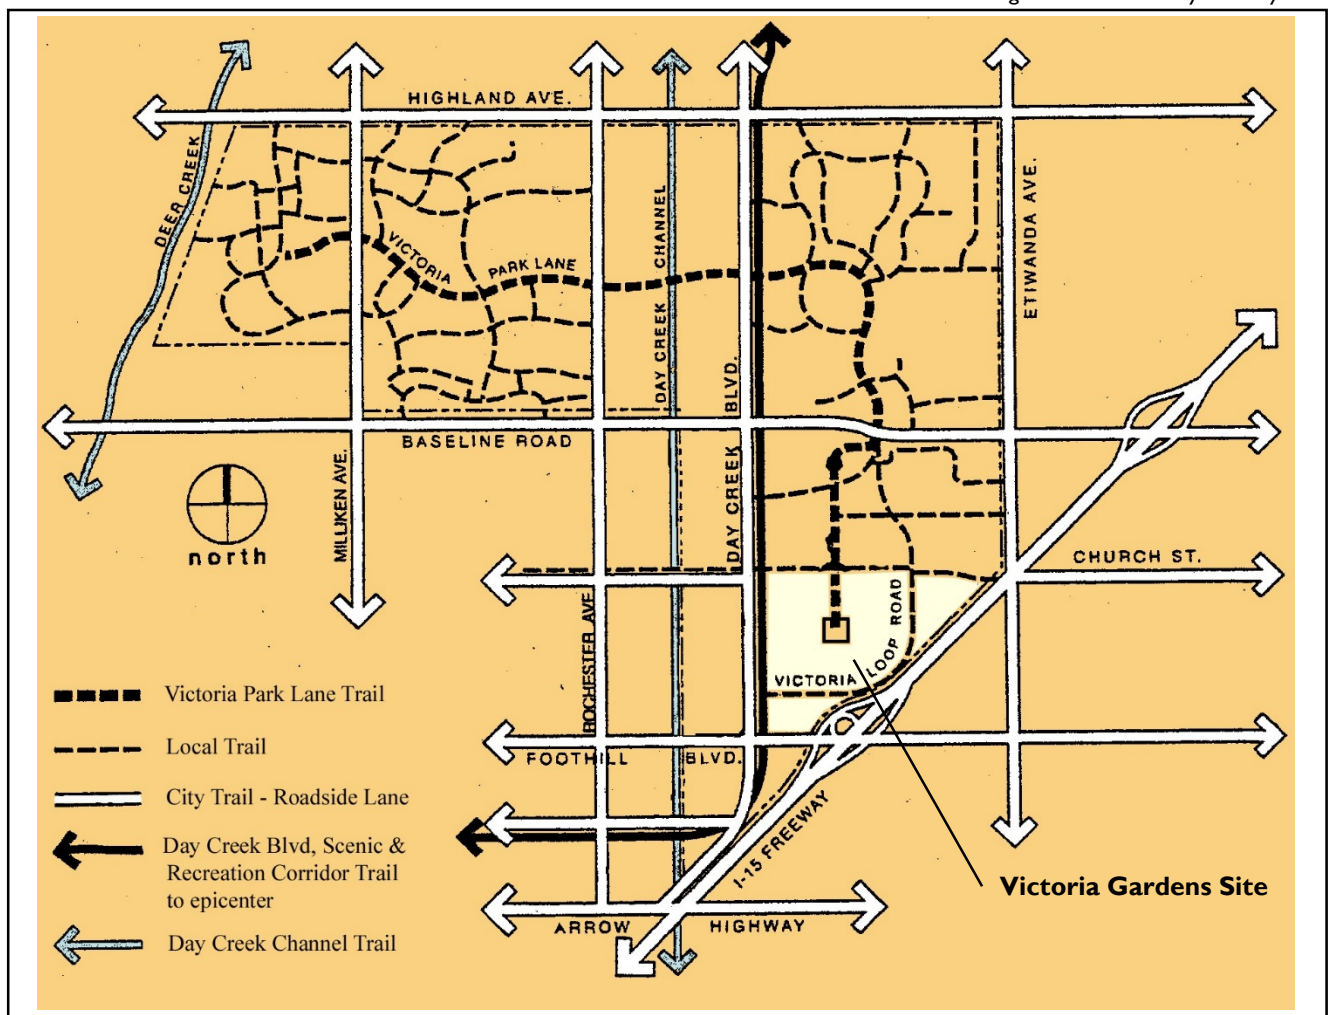 HIGHLAND AVE.
DEER CREEK
VICTORIA
PARK LANE
DAY CREEK CHANNEL
ETIWANDA AVE.
DAY CREEK BLVD.
BASELINE ROAD
MILLIKEN AVE.
north
CHURCH ST.
ROCHESTER AVE
VICTORIA LOOP ROAD
Victoria Park Lane Trail
Local Trail
FOOTHILL BLVD.
City Trail - Roadside Lane
Day Creek Blvd, Scenic &
Recreation Corridor Trail
to epicenter
I-15 FREEWAY
Victoria Gardens Site
ARROW HIGHWAY
Day Creek Channel Trail